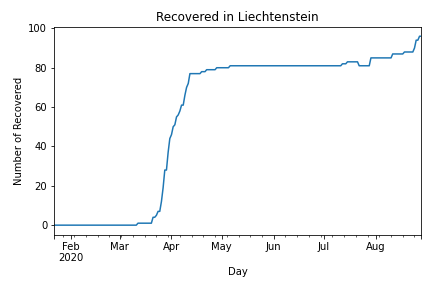 Recovered in Liechtenstein
100
80
60
40
20
0
Number of Recovered
Feb Mar Apr May Jun Jul Aug
2020
Day